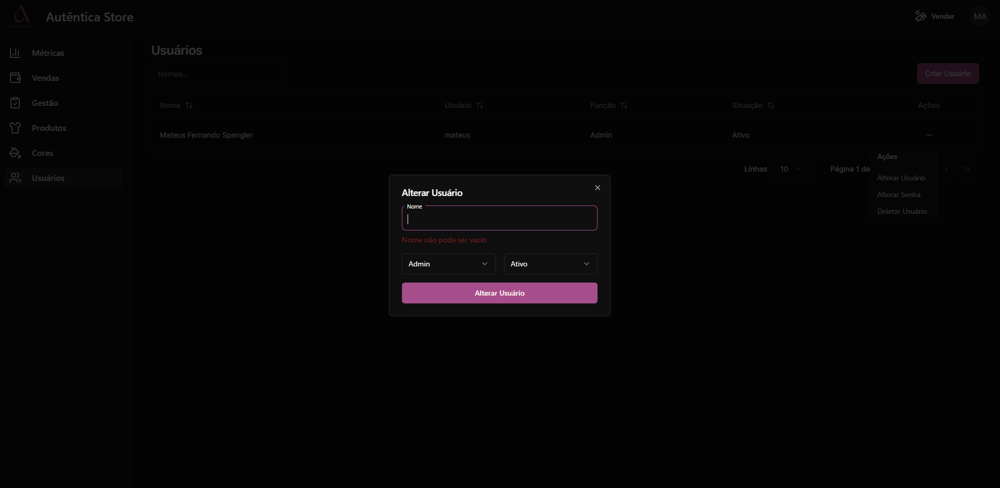 Autêntica Store
Vender
MA
Métricas
Vendas
Gestão
Produtos
Cores
Usuários
Usuários
Nomes...
Criar Usuário
Nome
Usuário
Função
Situação
Ações
Mateus Fernando Spengler
mateus
Admin
Ativo
Linhas
10
Página 1 de
Ações
Alterar Usuário
Alterar Senha
Deletar Usuário
Alterar Usuário
Nome
Nome não pode ser vazio
Admin
Ativo
Alterar Usuário